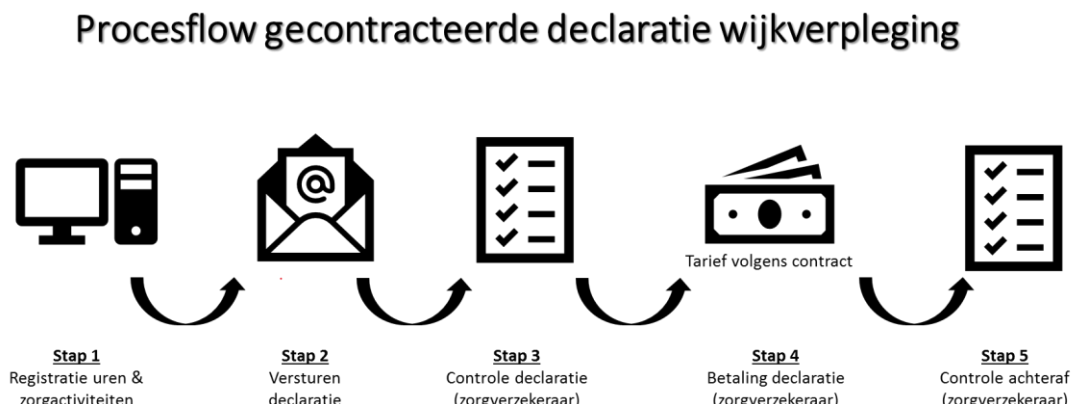 Procesflow gecontracteerde declaratie wijkverpleging
@
Tarief volgens contract
Stap 1
Registratie uren &
zorgactiviteiten
Stap 2
Versturen
declaratie
Stap 3
Controle declaratie
(zorgverzekeraar)
Stap 4
Betaling declaratie
(zorgverzekeraar)
Stap 5
Controle achteraf
(zorgverzekeraar)